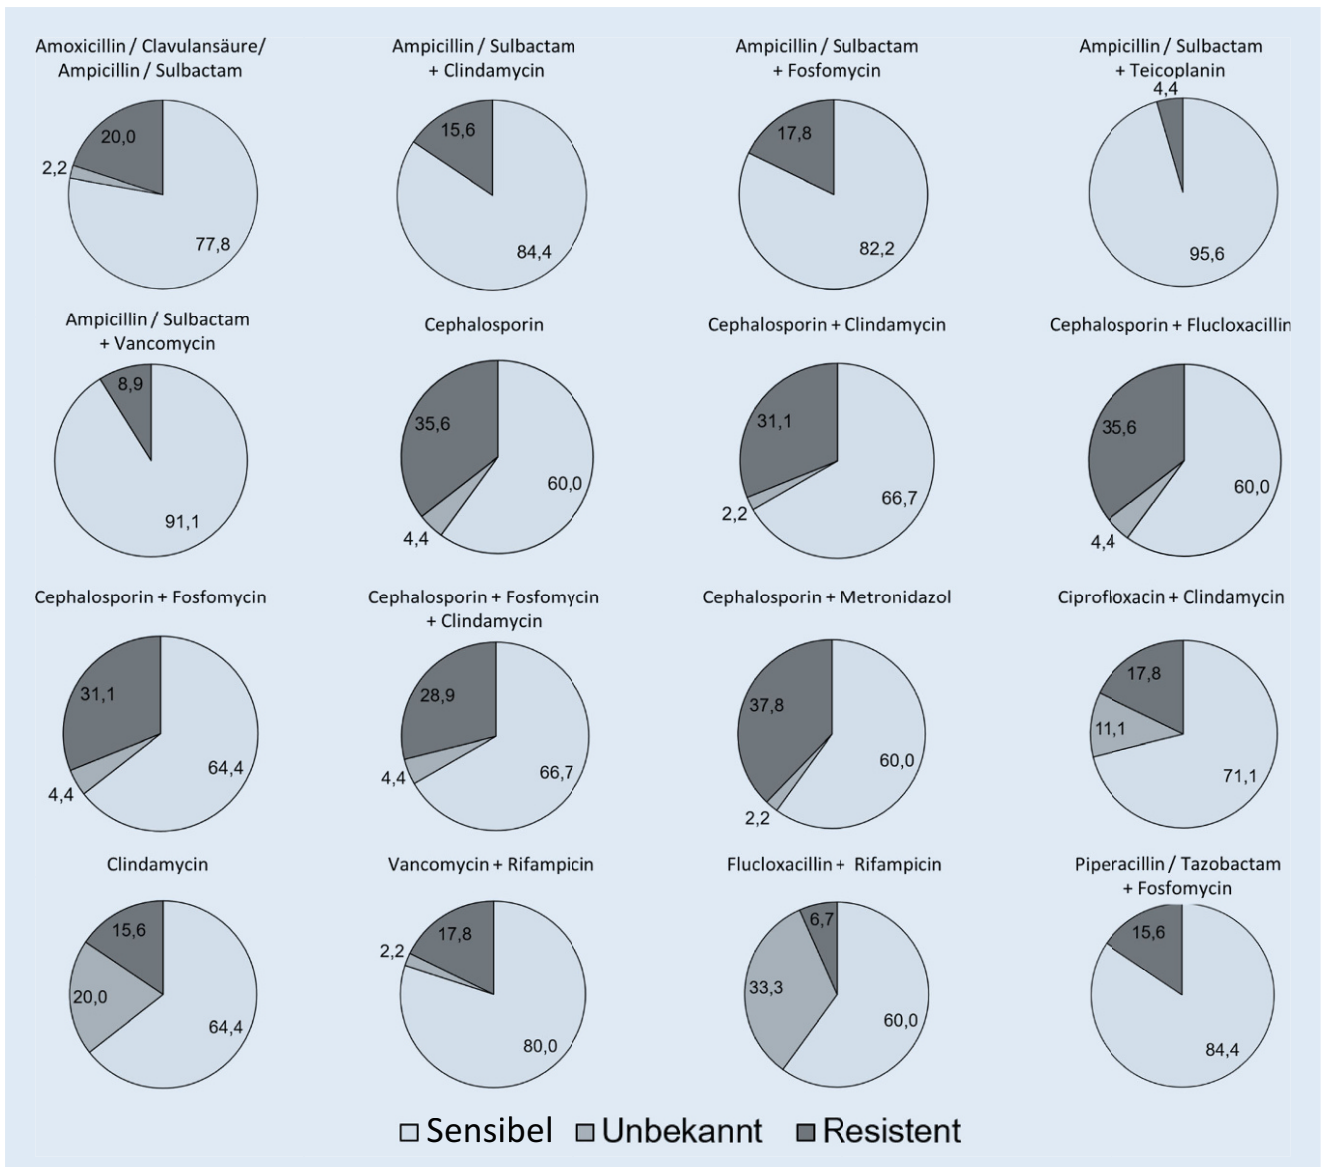 Amoxicillin / Clavulansäure/
Ampicillin / Sulbactam
20,0
2,2
77,8
Ampicillin / Sulbactam
+ Clindamycin
15,6
84,4
Ampicillin / Sulbactam
+ Fosfomycin
17,8
82,2
Ampicillin / Sulbactam
+ Teicoplanin
4,4
95,6
Ampicillin / Sulbactam
+ Vancomycin
8,9
91,1
Cephalosporin
35,6
60,0
4,4
Cephalosporin + Clindamycin
31,1
66,7
2,2
Cephalosporin + Flucloxacillin
35,6
60,0
4,4
Cephalosporin + Fosfomycin
31,1
64,4
4,4
Cephalosporin + Fosfomycin
+ Clindamycin
28,9
66,7
4,4
Cephalosporin + Metronidazol
37,8
60,0
2,2
Ciprofloxacin + Clindamycin
17,8
11,1
71,1
Clindamycin
15,6
20,0
64,4
Vancomycin + Rifampicin
17,8
2,2
80,0
Flucloxacillin + Rifampicin
6,7
33,3
60,0
Piperacillin / Tazobactam
+ Fosfomycin
15,6
84,4
Sensibel Unbekannt Resistent